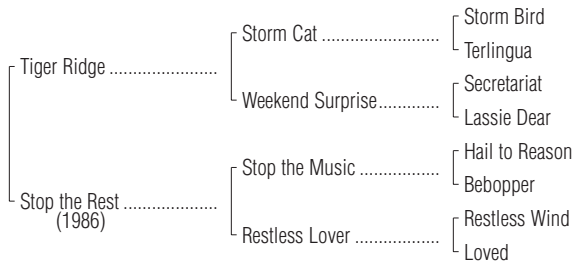 Storm Bird
Storm Cat ........................
Terlingua
Tiger Ridge ......................
Secretariat
Weekend Surprise.............
Lassie Dear
Hail to Reason
Stop the Music .................
Bebopper
Stop the Rest ...................
(1986)
Restless Wind
Restless Lover ..................
Loved